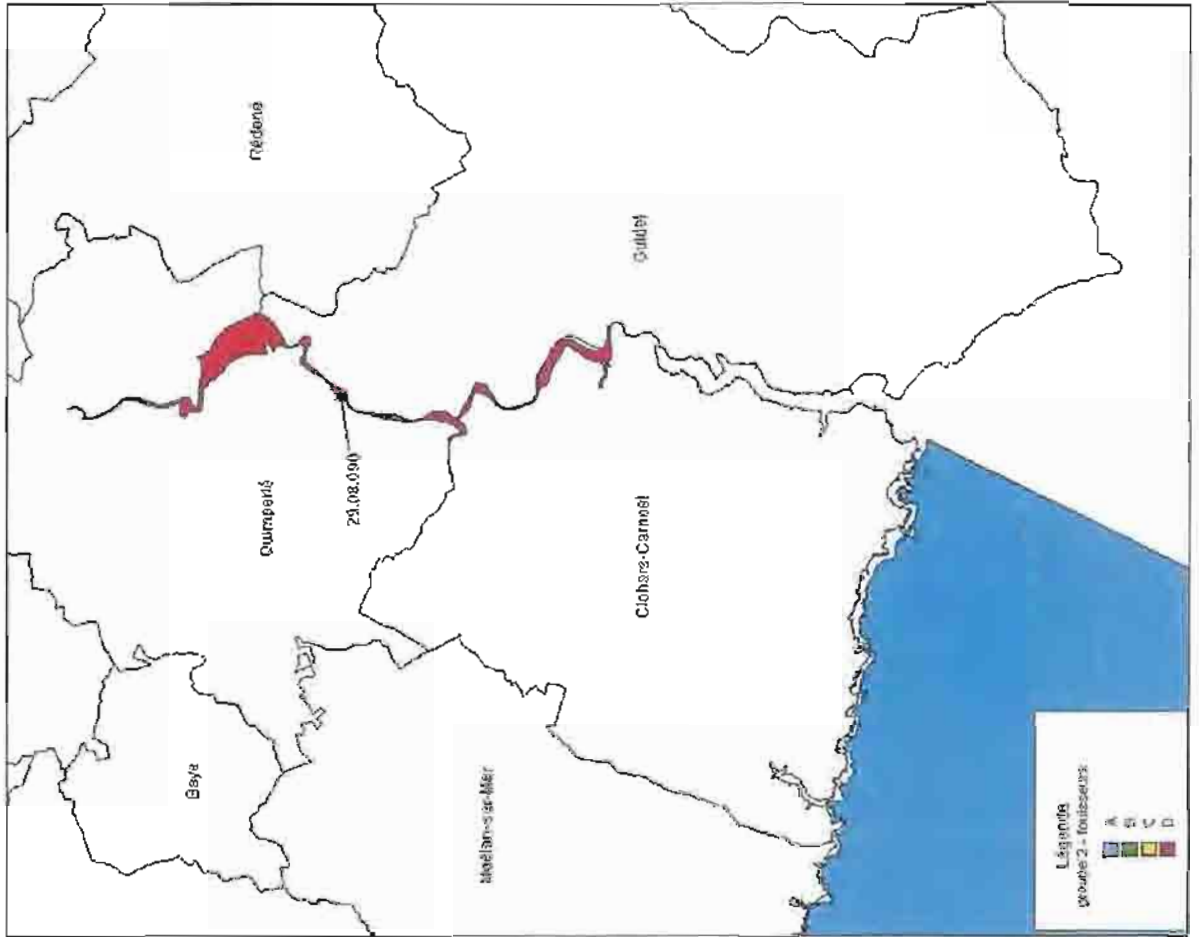 Rédené
Guidel
Quimperlé
29.08.090
Clohars-Carnoët
Baye
Moëlan-sur-Mer
Légende
groupe 2 - fouisseurs
A
B
C
D